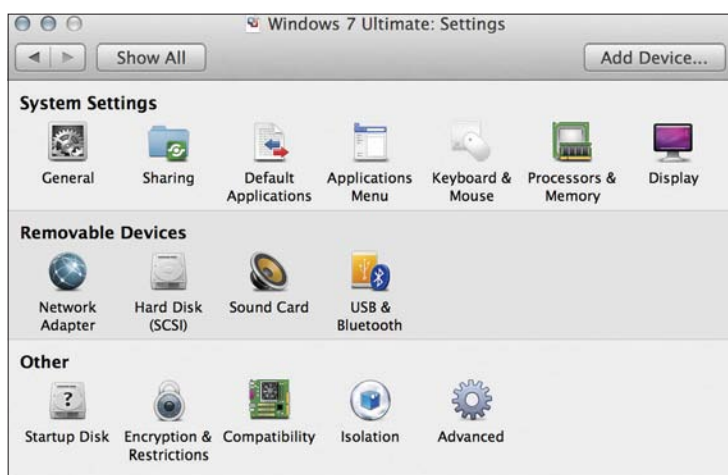 Windows 7 Ultimate: Settings
Show All
Add Device...
System Settings
General
Sharing
Default
Applications
Applications
Menu
Keyboard &
Mouse
Processors &
Memory
Display
Removable Devices
Network
Adapter
Hard Disk
(SCSI)
Sound Card
USB &
Bluetooth
Other
?
Startup Disk
Encryption &
Restrictions
Compatibility
Isolation
Advanced